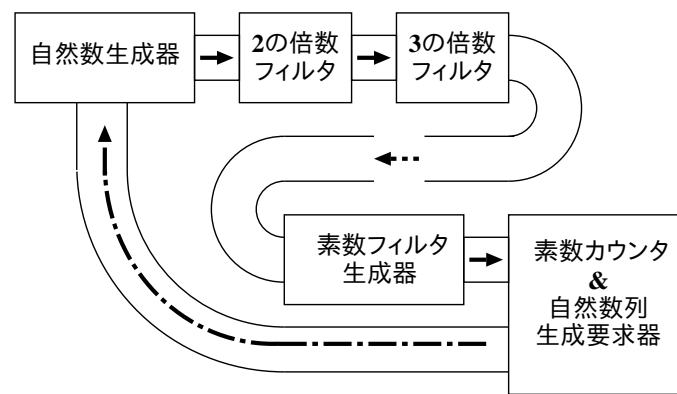 自然数生成器
2の倍数
フィルタ
3の倍数
フィルタ
素数フィルタ
生成器
素数カウンタ
&
自然数列
生成要求器